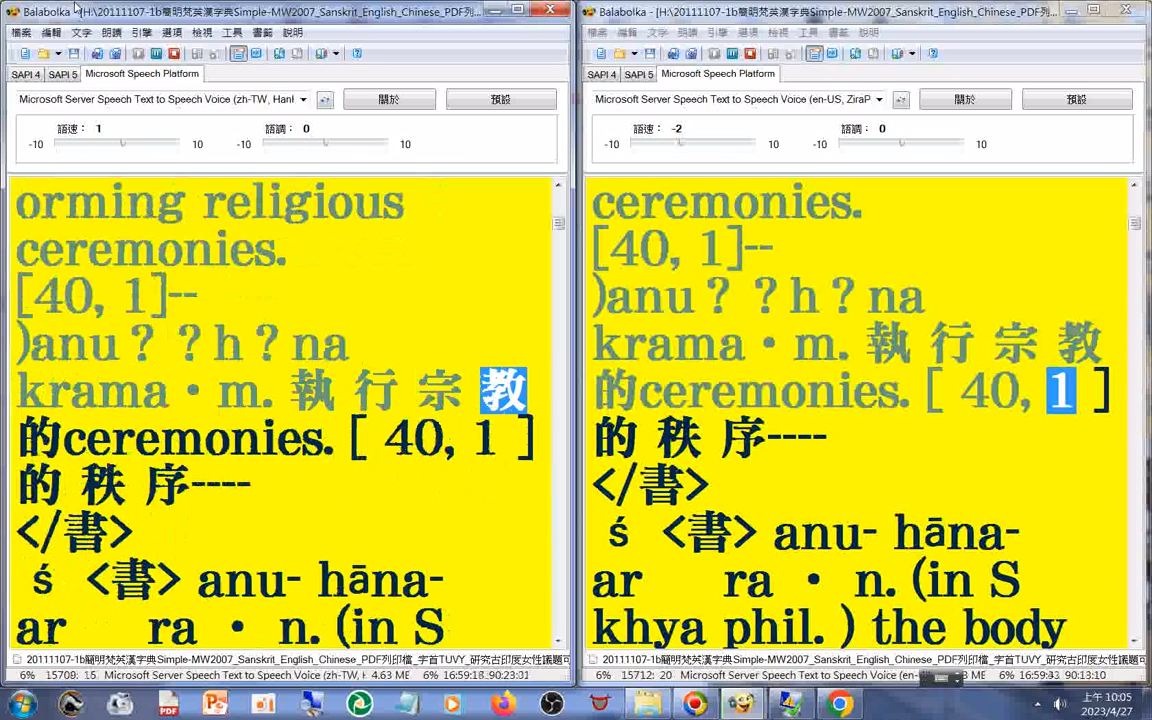 Balabolka - [H:\20111107-1b簡明梵英漢字典Simple-MW2007_Sanskrit_English_Chinese_PDF列...
檔案 編輯 文字 朗讀 引擎 選項 檢視 工具 書籤 說明
SAPI 4 SAPI 5 Microsoft Speech Platform
Microsoft Server Speech Text to Speech Voice (zh-TW, Hanl
關於 預設
語速： 1 語調： 0
-10 10 -10 10
orming religious
ceremonies.
[40, 1]--
)anu？？h？na
krama • m. 執 行 宗 教
的ceremonies. [ 40, 1 ]
的 秩 序----
</書>
ś <書> anu- hāna-
ar ra • n. (in S
20111107-1b簡明梵英漢字典Simple-MW2007_Sanskrit_English_Chinese_PDF列印檔_字首TUVY_研究古印度女性議題可
6% 15709: 15. Microsoft Server Speech Text to Speech Voice (zh-TW, H 4.63 ME 6% 16:59:18 90:23:31
Balabolka - [H:\20111107-1b簡明梵英漢字典Simple-MW2007_Sanskrit_English_Chinese_PDF列...
檔案 編輯 文字 朗讀 引擎 選項 檢視 工具 書籤 說明
SAPI 4 SAPI 5 Microsoft Speech Platform
Microsoft Server Speech Text to Speech Voice (en-US, ZiraP
關於 預設
語速： -2 語調： 0
-10 10 -10 10
ceremonies.
[40, 1]--
)anu？？h？na
krama • m. 執 行 宗 教
的ceremonies. [ 40, 1 ]
的 秩 序----
</書>
ś <書> anu- hāna-
ar ra • n. (in S
khya phil. ) the body
20111107-1b簡明梵英漢字典Simple-MW2007_Sanskrit_English_Chinese_PDF列印檔_字首TUVY_研究古印度女性議題可
6% 15712: 20 Microsoft Server Speech Text to Speech Voice 6% 16:59:33 90:13:10
PDF
上午 10:05
2023/4/27